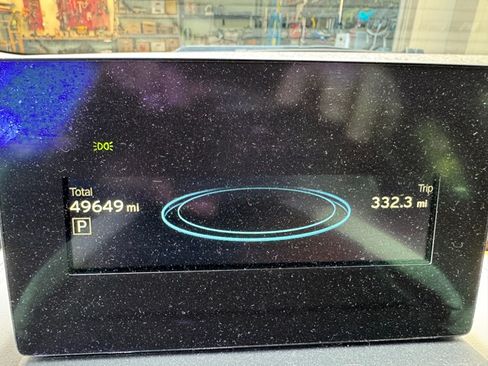 Total
49649 mi
P
Trip
332.3 mi